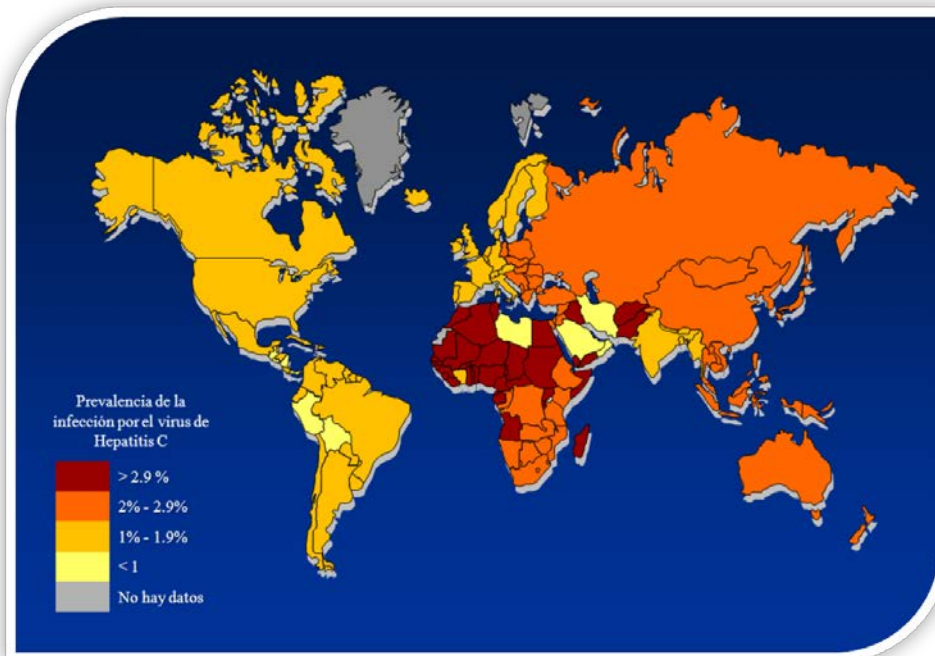 Prevalencia de la
infección por el virus de
Hepatitis C
> 2.9 %
2% - 2.9%
1% - 1.9%
< 1
No hay datos